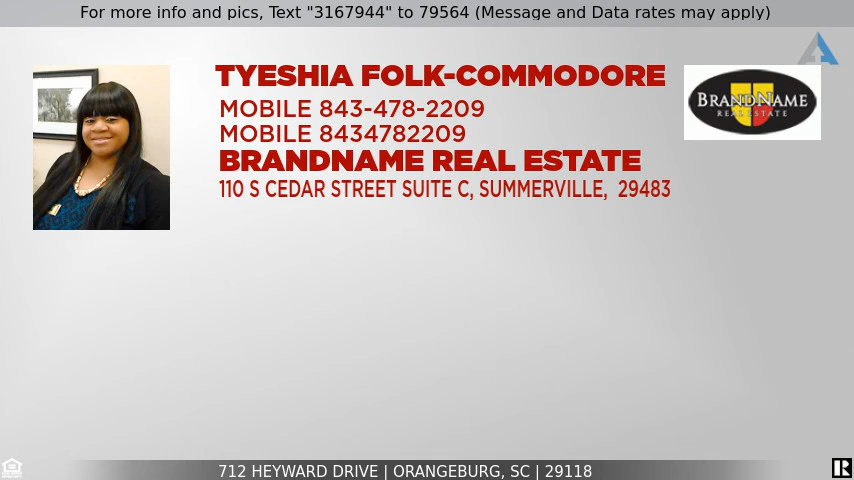 For more info and pics, Text "3167944" to 79564 (Message and Data rates may apply)
TYESHIA FOLK-COMMODORE
MOBILE 843-478-2209
MOBILE 8434782209
BRANDNAME REAL ESTATE
110 S CEDAR STREET SUITE C, SUMMERVILLE,  29483
BRANDNAME
REAL ESTATE
712 HEYWARD DRIVE | ORANGEBURG, SC | 29118